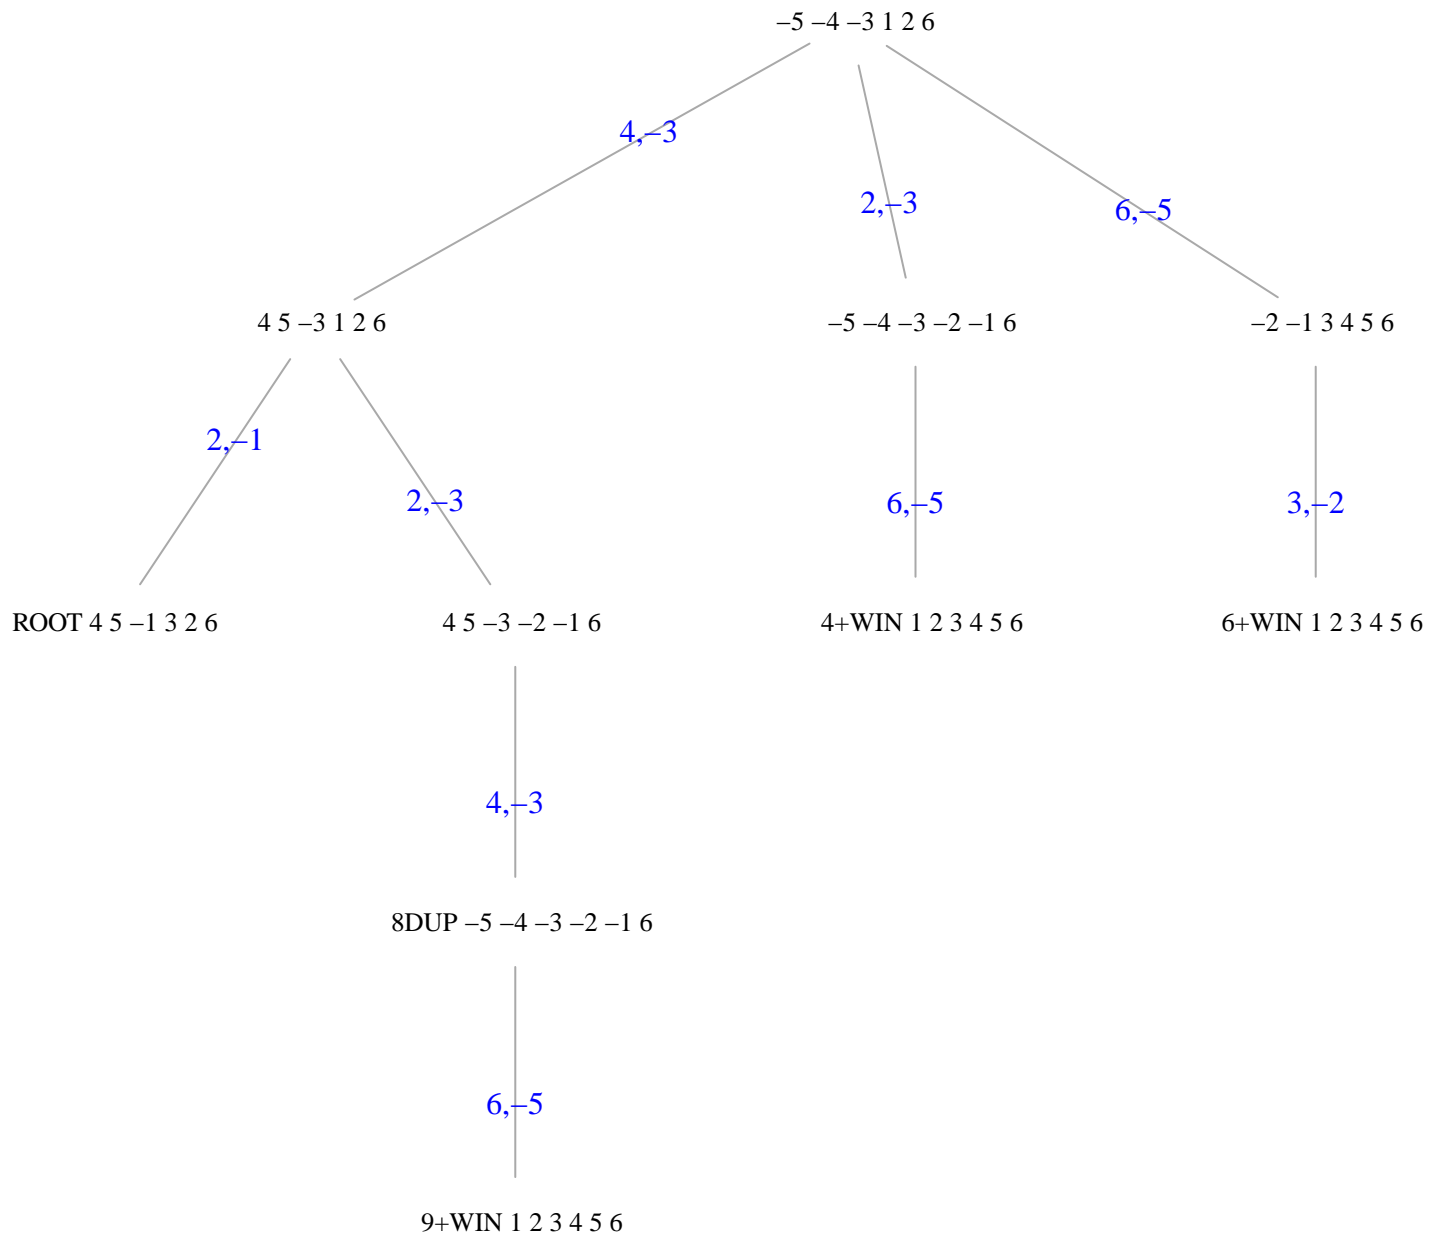 –5 –4 –3 1 2 6
4,–3
2,–3
6,–5
4 5 –3 1 2 6
–5 –4 –3 –2 –1 6
–2 –1 3 4 5 6
2,–1
2,–3
6,–5
3,–2
ROOT 4 5 –1 3 2 6
4 5 –3 –2 –1 6
4+WIN 1 2 3 4 5 6
6+WIN 1 2 3 4 5 6
4,–3
8DUP –5 –4 –3 –2 –1 6
6,–5
9+WIN 1 2 3 4 5 6